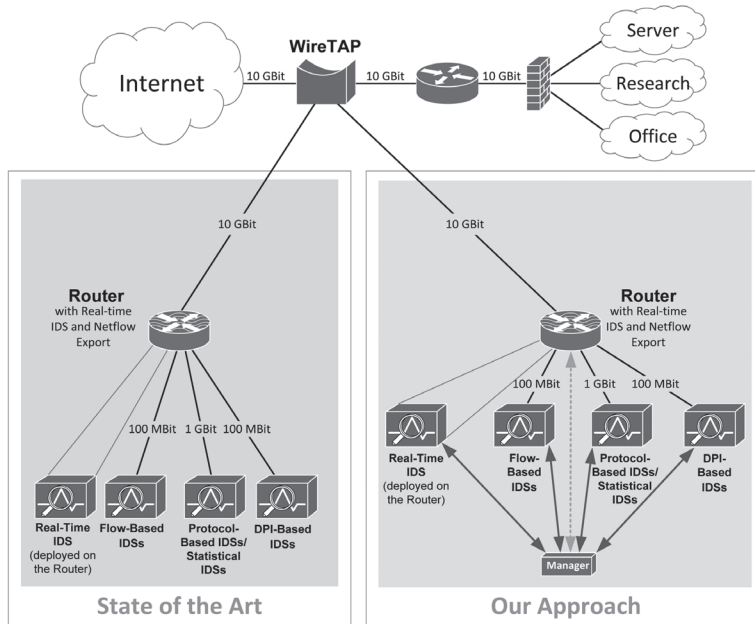 WireTAP
Server
Internet
10 GBit
10 GBit
10 GBit
Research
Office
10 GBit
10 GBit
Router
with Real-time
IDS and Netflow
Export
100 MBit
1 GBit
100 MBit
Real-Time
IDS
(deployed on
the Router)
Flow-Based
IDSs
Protocol-
Based IDSs/
Statistical
IDSs
DPI-Based
IDSs
State of the Art
Router
with Real-time
IDS and Netflow
Export
100 MBit
1 GBit
100 MBit
Real-Time
IDS
(deployed on
the Router)
Flow-
Based
IDSs
Protocol-
Based IDSs/
Statistical
IDSs
DPI-
Based
IDSs
Manager
Our Approach